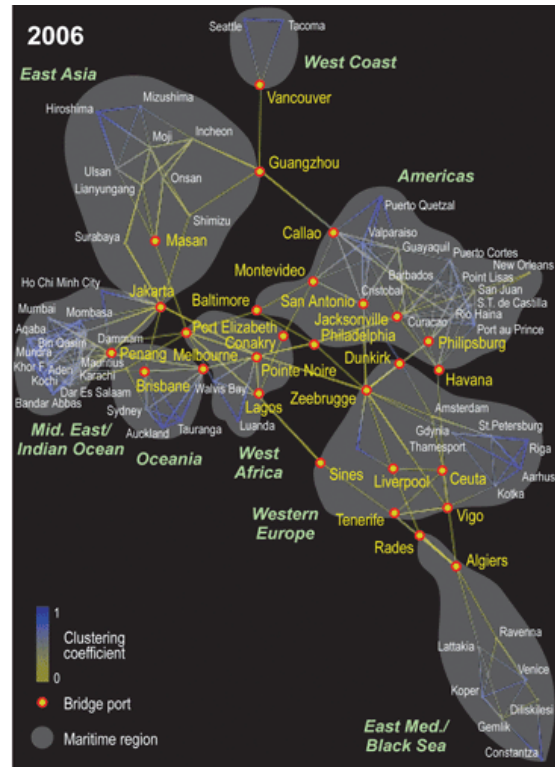 2006
Seattle
Tacoma
West Coast
Vancouver
East Asia
Hiroshima
Mizushima
Moji
Incheon
Ulsan
Onsan
Lianyungang
Shimizu
Surabaya
Masan
Guangzhou
Americas
Puerto Quetzal
Callao
Valparaiso
Guayaquil
Puerto Cortes
Montevideo
Barbados
Point Lisas
New Orleans
San Antonio
Cristobal
San Juan
S.T. de Castilla
Jacksonville
Curacao
Rio Haina
Philadelphia
Port au Prince
Philipsburg
Havana
Ho Chi Minh City
Jakarta
Baltimore
Mumbai
Mombasa
Aqaba
Port Elizabeth
Bin Qasim
Dammam
Conakry
Mundra
Penang
Melbourne
Mauritius
Khor F.
Aden
Karachi
Pointe Noire
Kochi
Brisbane
Walvis Bay
Dar Es Salaam
Bandar Abbas
Sydney
Lagos
Auckland
Tauranga
Luanda
Mid. East/
Indian Ocean
Oceania
West
Africa
Dunkirk
Zeebrugge
Amsterdam
Gdynia
St.Petersburg
Thamesport
Riga
Sines
Liverpool
Ceuta
Aarhus
Kotka
Western
Europe
Tenerife
Vigo
Rades
Algiers
Ravenna
Lattakia
Venice
Koper
Diliskilesi
Gemlik
Constantza
East Med./
Black Sea
1
Clustering
coefficient
0
Bridge port
Maritime region